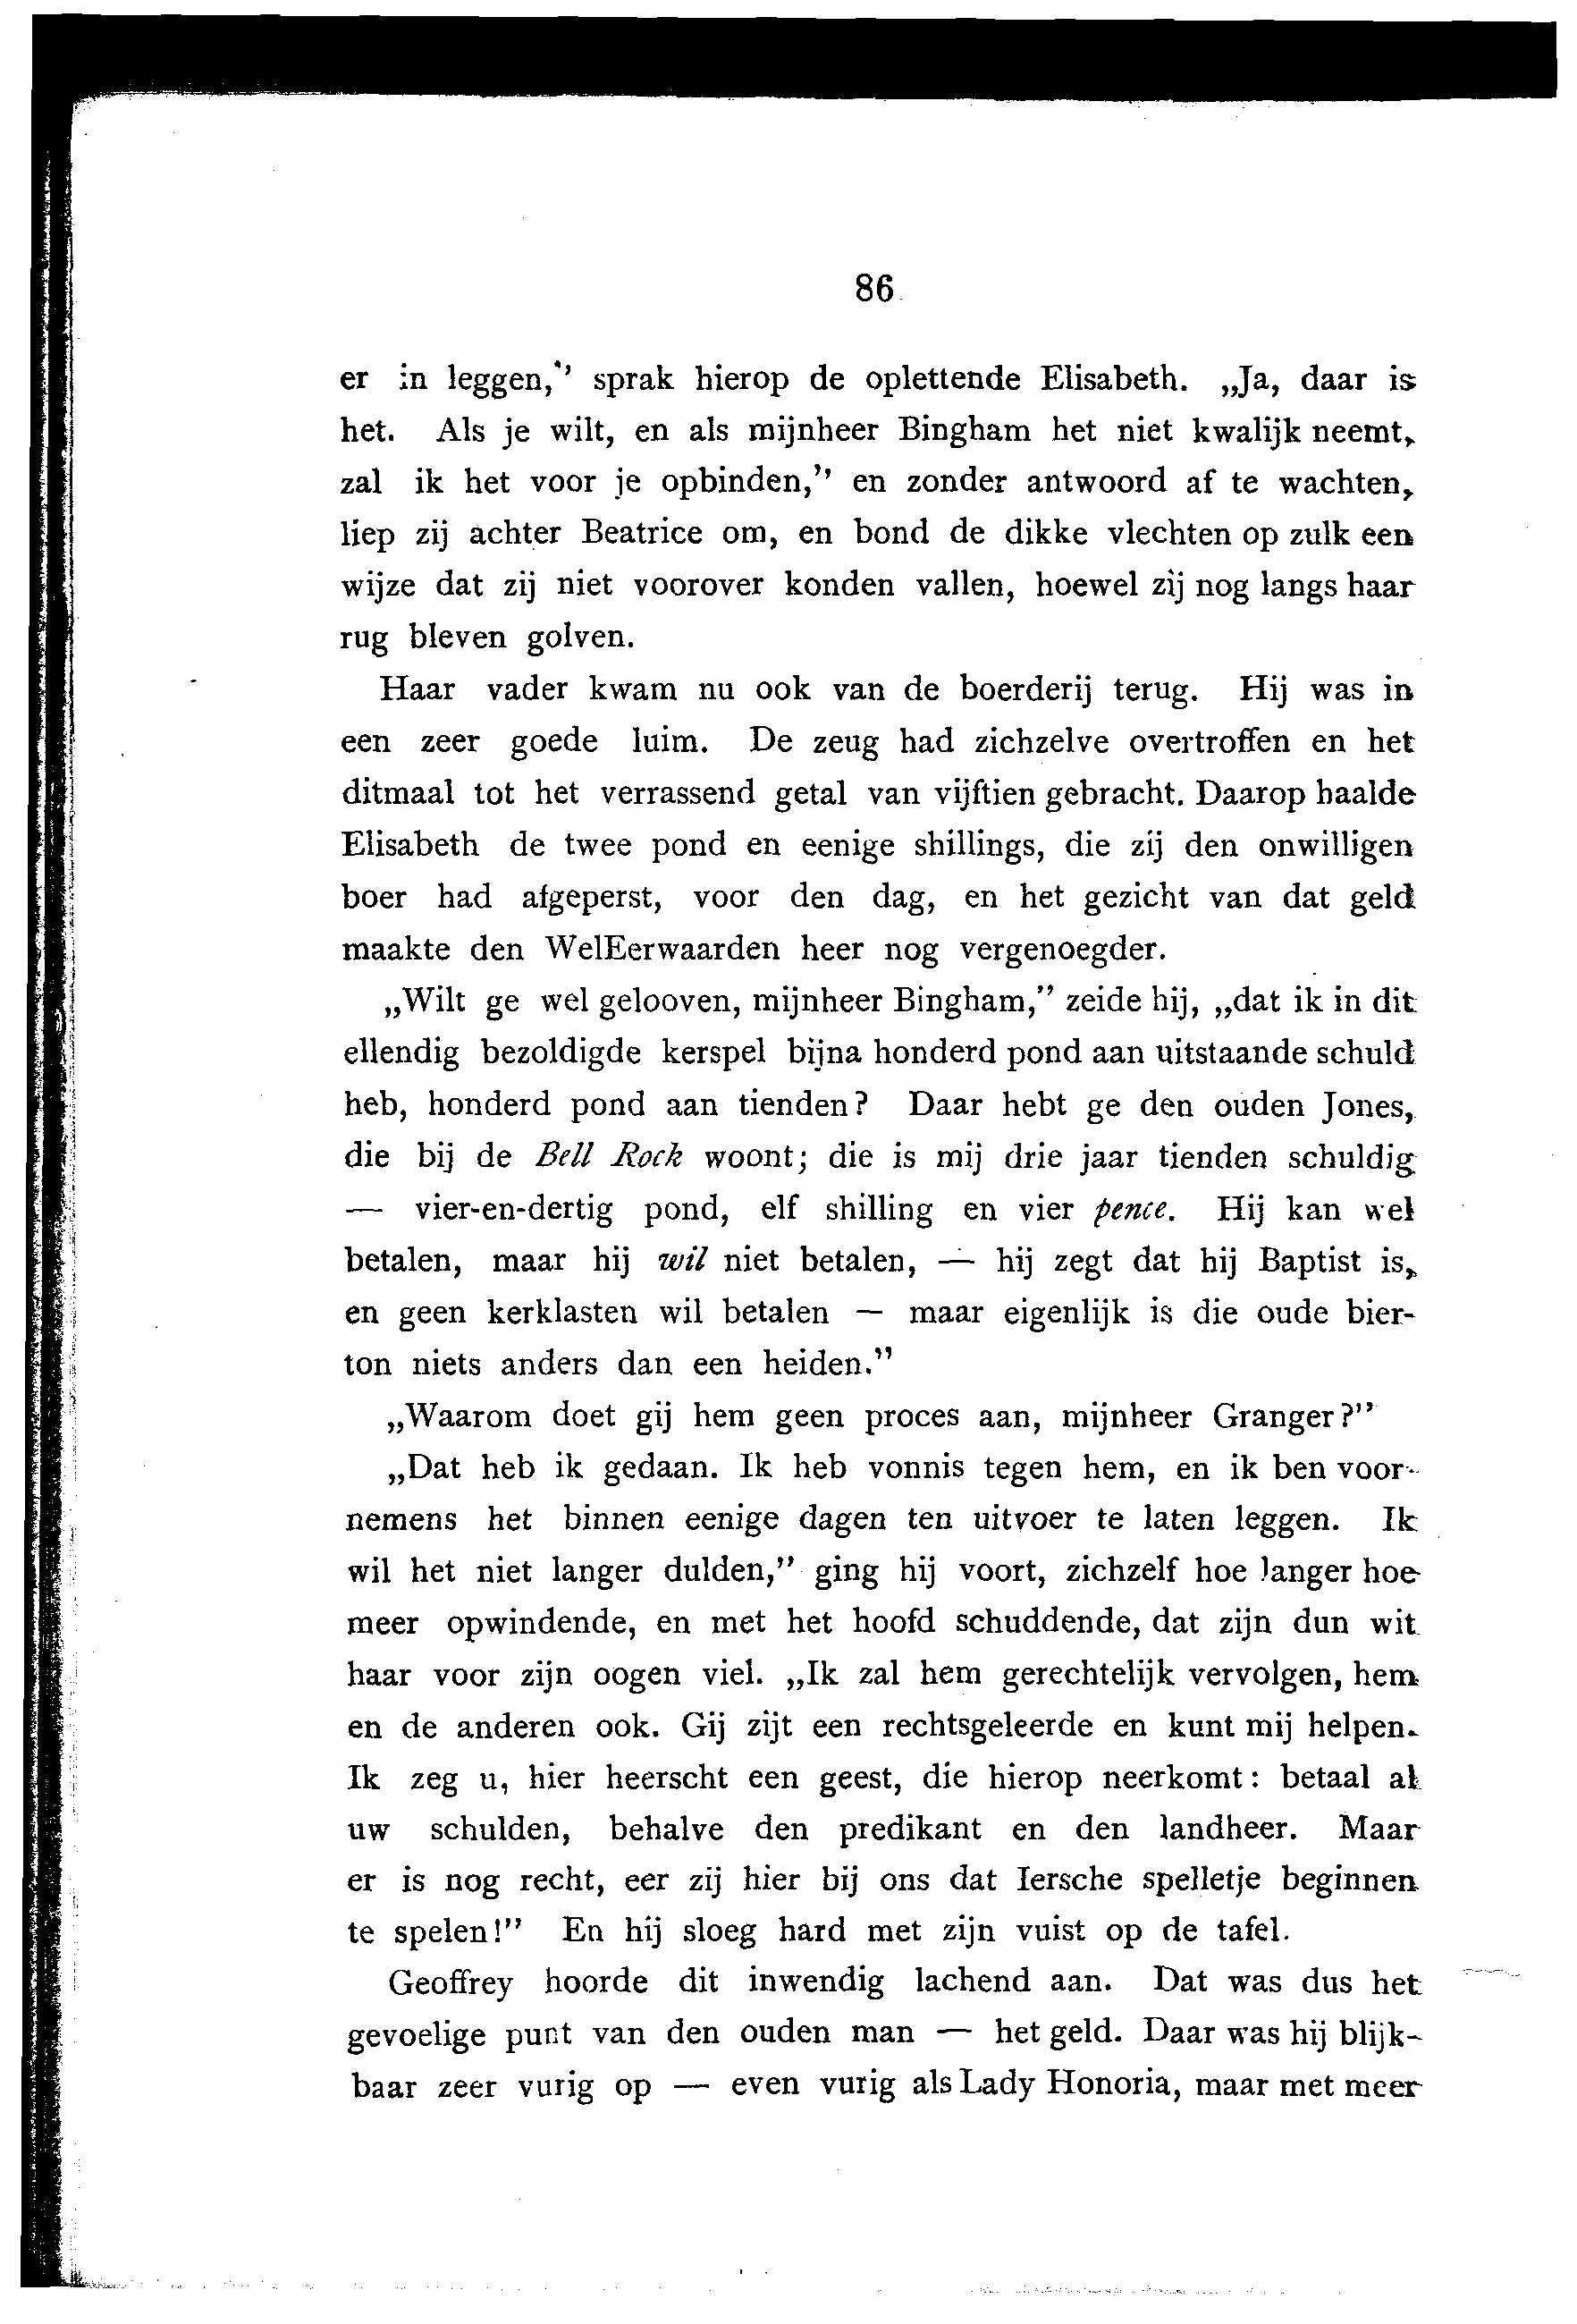 86
er in leggen,” sprak hierop de oplettende Elisabeth. „Ja, daar is
het. Als je wilt, en als mijnheer Bingham het niet kwalijk neemt,
zal ik het voor je opbinden,” en zonder antwoord af te wachten,
liep zij achter Beatrice om, en bond de dikke vlechten op zulk een
wijze dat zij niet voorover konden vallen, hoewel zij nog langs haar
rug bleven golven.
Haar vader kwam nu ook van de boerderij terug. Hij was in
een zeer goede luim. De zeug had zichzelve overtroffen en het
ditmaal tot het verrassend getal van vijftien gebracht. Daarop haalde
Elisabeth de twee pond en eenige shillings, die zij den onwilligen
boer had afgeperst, voor den dag, en het gezicht van dat geld
maakte den WelEerwaarden heer nog vergenoegder.
„Wilt ge wel gelooven, mijnheer Bingham,” zeide hij, „dat ik in dit
ellendig bezoldigde kerspel bijna honderd pond aan uitstaande schuld
heb, honderd pond aan tienden? Daar hebt ge den ouden Jones,
die bij de Bell Rock woont; die is mij drie jaar tienden schuldig
— vier-en-dertig pond, elf shilling en vier pence. Hij kan wel
betalen, maar hij wil niet betalen, — hij zegt dat hij Baptist is,
en geen kerklasten wil betalen — maar eigenlijk is die oude bier-
ton niets anders dan een heiden.”
„Waarom doet gij hem geen proces aan, mijnheer Granger?”
„Dat heb ik gedaan. Ik heb vonnis tegen hem, en ik ben voor-
nemens het binnen eenige dagen ten uitvoer te laten leggen. Ik
wil het niet langer dulden,” ging hij voort, zichzelf hoe langer hoe
meer opwindende, en met het hoofd schuddende, dat zijn dun wit
haar voor zijn oogen viel. „Ik zal hem gerechtelijk vervolgen, hem
en de anderen ook. Gij zijt een rechtsgeleerde en kunt mij helpen.
Ik zeg u, hier heerscht een geest, die hierop neerkomt: betaal al
uw schulden, behalve den predikant en den landheer. Maar
er is nog recht, eer zij hier bij ons dat Iersche spelletje beginnen
te spelen!” En hij sloeg hard met zijn vuist op de tafel.
Geoffrey hoorde dit inwendig lachend aan. Dat was dus het
gevoelige punt van den ouden man — het geld. Daar was hij blijk-
baar zeer vurig op — even vurig als Lady Honoria, maar met meer